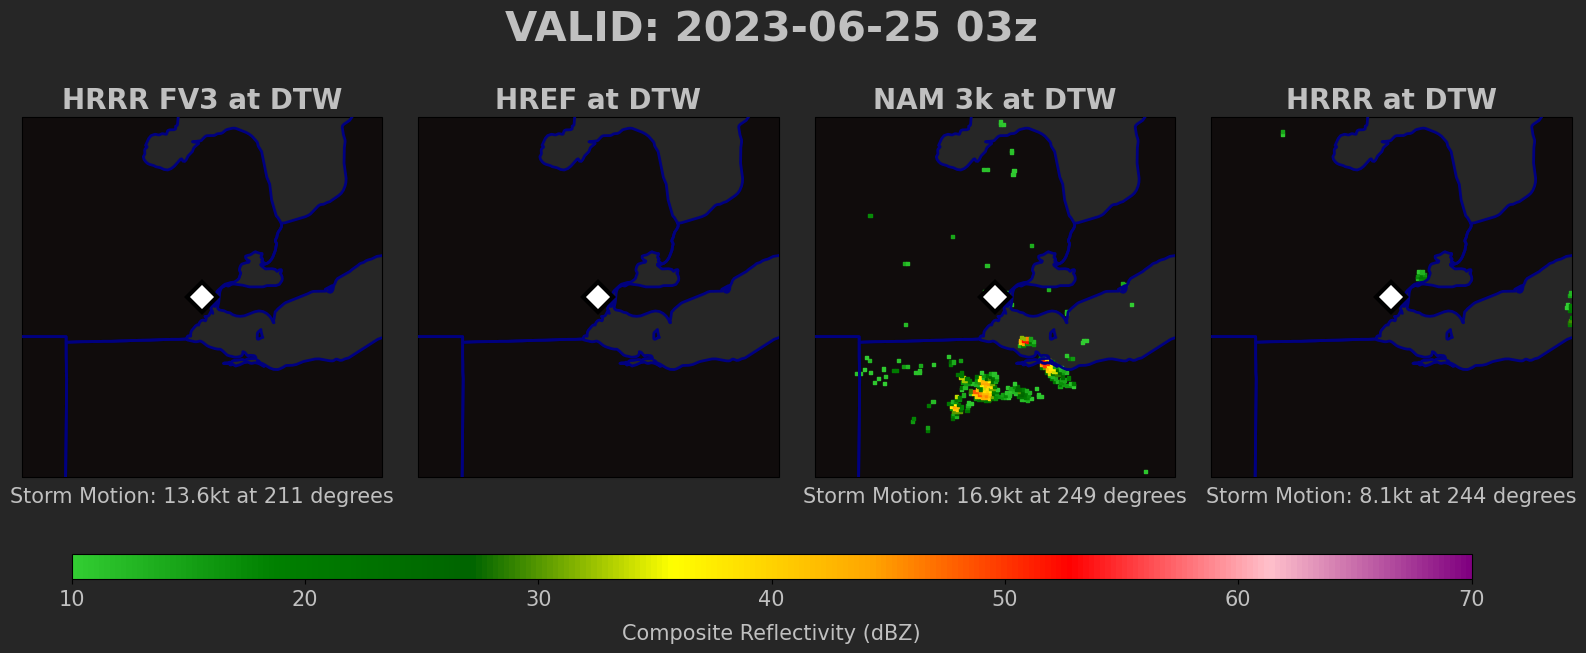 VALID: 2023-06-25 03z
HRRR FV3 at DTW
HREF at DTW
NAM 3k at DTW
HRRR at DTW
Storm Motion: 13.6kt at 211 degrees
Storm Motion: 16.9kt at 249 degrees
Storm Motion: 8.1kt at 244 degrees
10 20 30 40 50 60 70
Composite Reflectivity (dBZ)